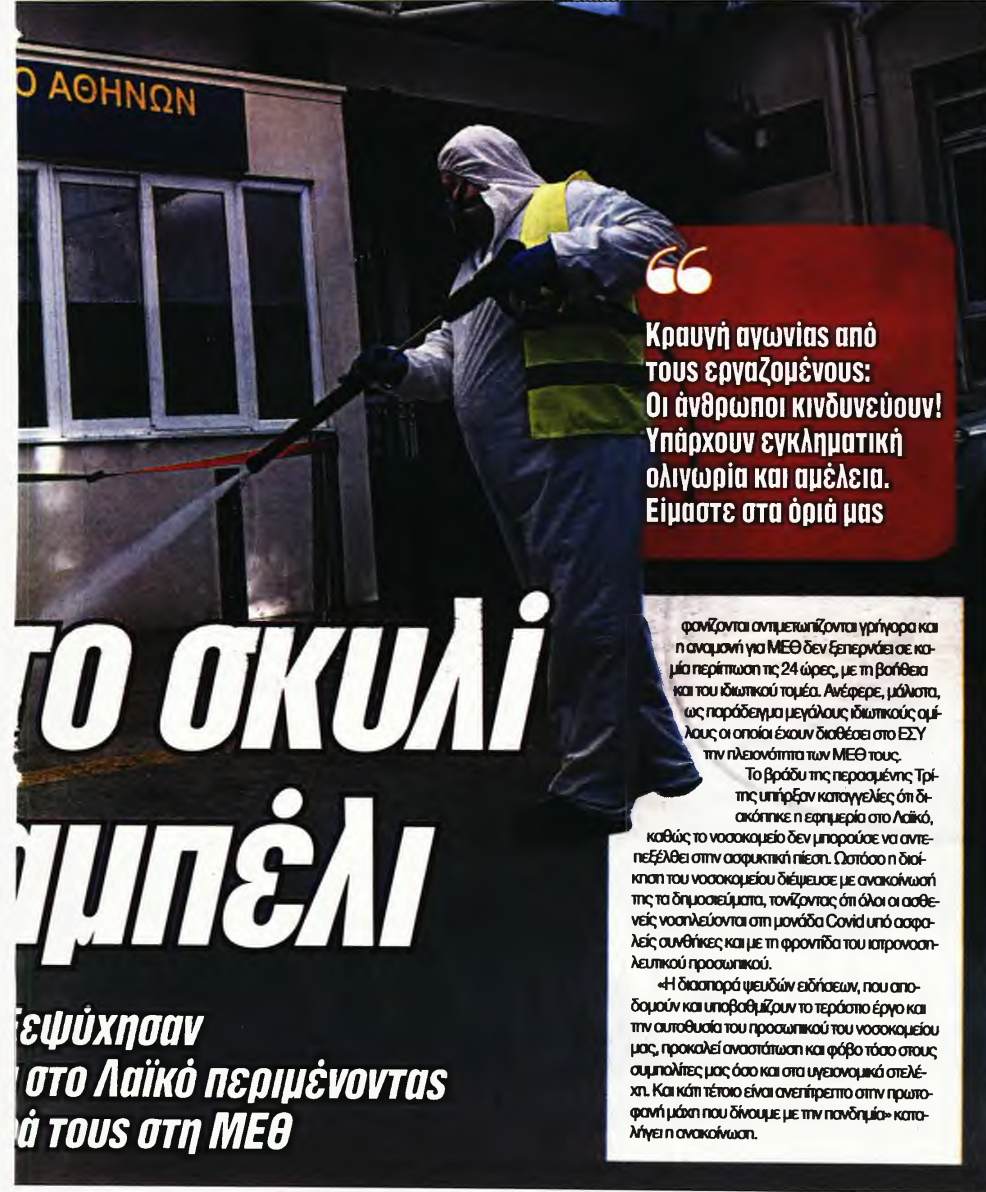 Ο ΑΘΗΝΩΝ
Κραυγή αγωνίας από
τους εργαζομένους:
Οι άνθρωποι κινδυνεύουν!
Υπάρχουν εγκληματική
ολιγωρία και αμέλεια.
Είμαστε στα όριά μας
το σκυλί
αμπέλι
ξεψύχησαν
στο Λαϊκό περιμένοντας
ά τους στη ΜΕΘ
φανίζονται αντιμετωπίζονται γρήγορα και
η αναμονή για ΜΕΘ δεν ξεπερνάει σε κα-
μία περίπτωση τις 24 ώρες, με τη βοήθεια
και του ιδιωτικού τομέα. Ανέφερε, μάλιστα,
ως παράδειγμα μεγάλους ιδιωτικούς ομί-
λους οι οποίοι έχουν διαθέσει στο ΕΣΥ
την πλειονότητα των ΜΕΘ τους.
Το βράδυ της περασμένης Τρί-
της υπήρξαν καταγγελίες ότι δι-
ακόπηκε η εφημερία στο Λαϊκό,
καθώς το νοσοκομείο δεν μπορούσε να αντε-
πεξέλθει στην ασφυκτική πίεση. Ωστόσο η διοί-
κηση του νοσοκομείου διέψευσε με ανακοίνωσή
της τα δημοσιεύματα, τονίζοντας ότι όλοι οι ασθε-
νείς νοσηλεύονται στη μονάδα Covid υπό ασφα-
λείς συνθήκες και με τη φροντίδα του ιατρονοση-
λευτικού προσωπικού.
«Η διασπορά ψευδών ειδήσεων, που απο-
δομούν και υποβαθμίζουν το τεράστιο έργο και
την αυτοθυσία του προσωπικού του νοσοκομείου
μας, προκαλεί αναστάτωση και φόβο τόσο στους
συμπολίτες μας όσο και στα υγειονομικά στελέ-
χη. Και κάτι τέτοιο είναι ανεπίτρεπτο στην πρωτο-
φανή μάχη που δίνουμε με την πανδημία» κατα-
λήγει η ανακοίνωση.